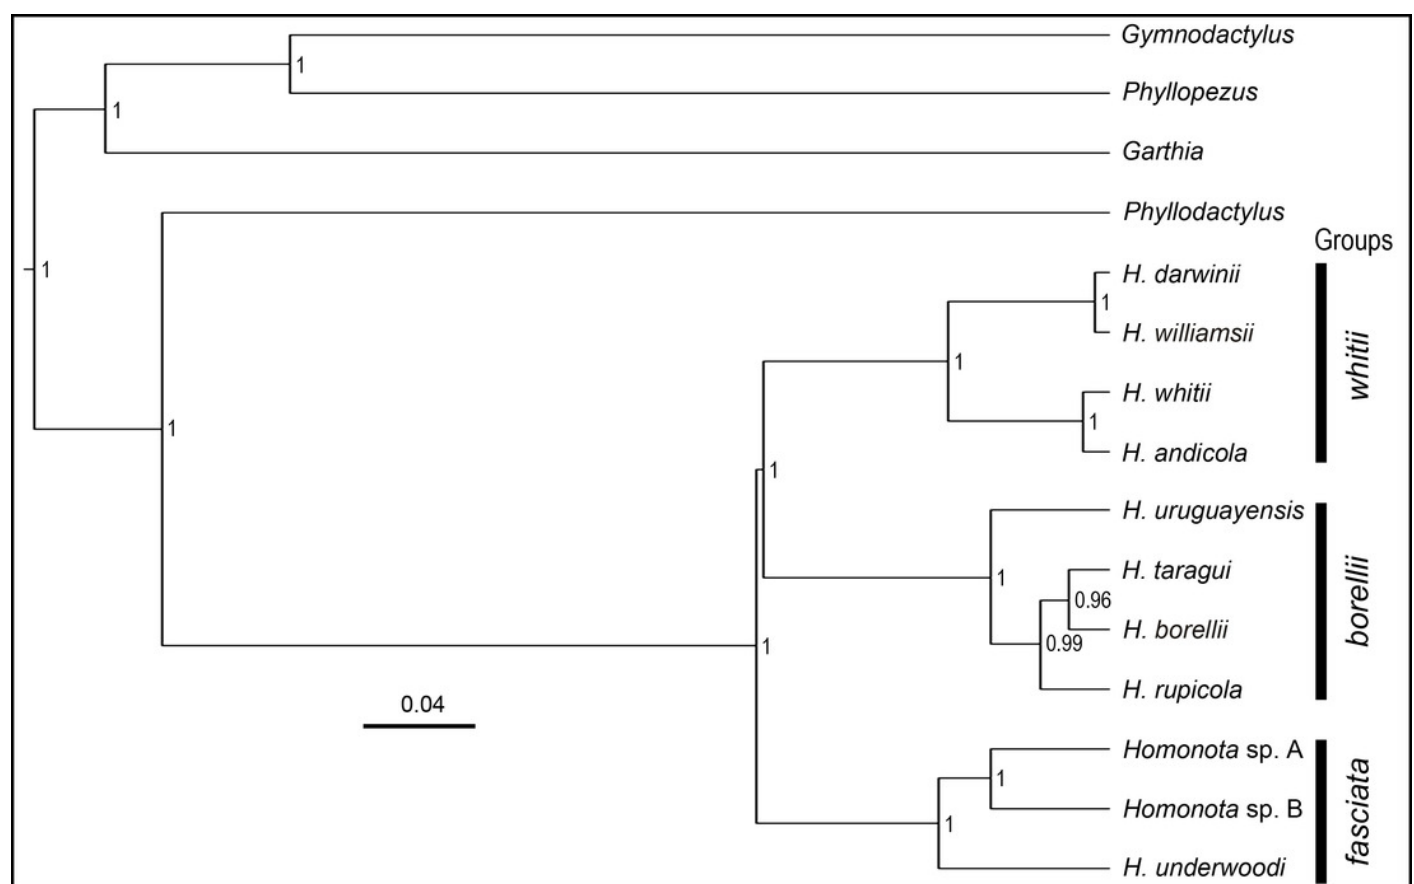 Gymnodactylus
1
Phyllopezus
1
Garthia
Phyllodactylus
Groups
1
H. darwinii
1
H. williamsii
1
whitii
H. whitii
1
1
H. andicola
1
H. uruguayensis
H. taragui
1
0.96
borellii
H. borellii
0.99
1
H. rupicola
0.04
Homonota sp. A
1
Homonota sp. B
fasciata
1
H. underwoodi